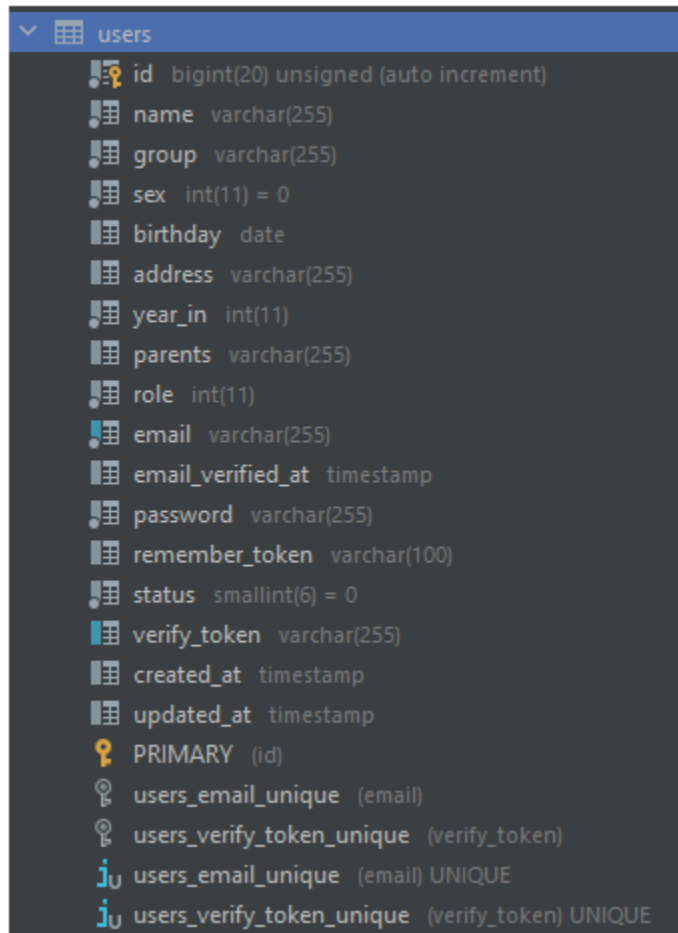 users
id bigint(20) unsigned (auto increment)
name varchar(255)
group varchar(255)
sex int(11) = 0
birthday date
address varchar(255)
year_in int(11)
parents varchar(255)
role int(11)
email varchar(255)
email_verified_at timestamp
password varchar(255)
remember_token varchar(100)
status smallint(6) = 0
verify_token varchar(255)
created_at timestamp
updated_at timestamp
PRIMARY (id)
users_email_unique (email)
users_verify_token_unique (verify_token)
users_email_unique (email) UNIQUE
users_verify_token_unique (verify_token) UNIQUE